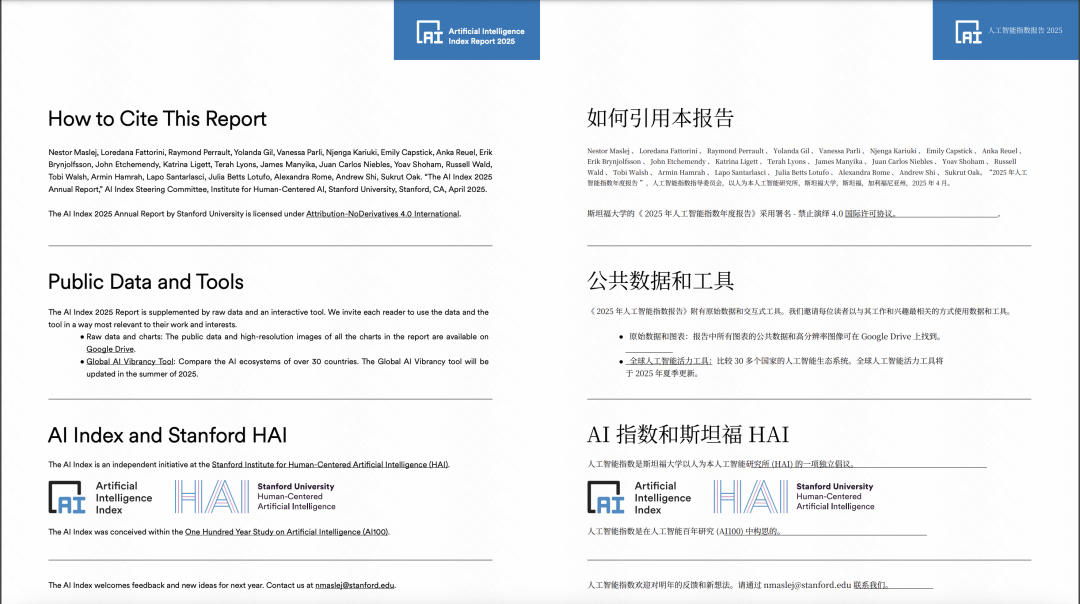 AI
Artificial Intelligence
Index Report 2025
How to Cite This Report
Nestor Maslej, Loredana Fattorini, Raymond Perrault, Yolanda Gil, Vanessa Parli, Njenga Kariuki, Emily Capstick, Anka Reuel, Erik
Brynjolfsson, John Etchemendy, Katrina Ligett, Terah Lyons, James Manyika, Juan Carlos Niebles, Yoav Shoham, Russell Wald,
Tobi Walsh, Armin Hamrah, Lapo Santarlasci, Julia Betts Lotufo, Alexandra Rome, Andrew Shi, Sukrut Oak. “The AI Index 2025
Annual Report,” AI Index Steering Committee, Institute for Human-Centered AI, Stanford University, Stanford, CA, April 2025.
The AI Index 2025 Annual Report by Stanford University is licensed under Attribution-NoDerivatives 4.0 International.
Public Data and Tools
The AI Index 2025 Report is supplemented by raw data and an interactive tool. We invite each reader to use the data and the
tool in a way most relevant to their work and interests.
● Raw data and charts: The public data and high-resolution images of all the charts in the report are available on
Google Drive.
● Global AI Vibrancy Tool: Compare the AI ecosystems of over 30 countries. The Global AI Vibrancy tool will be
updated in the summer of 2025.
AI Index and Stanford HAI
The AI Index is an independent initiative at the Stanford Institute for Human-Centered Artificial Intelligence (HAI).
AI
Artificial
Intelligence
Index
HAI
Stanford University
Human-Centered
Artificial Intelligence
The AI Index was conceived within the One Hundred Year Study on Artificial Intelligence (AI100).
The AI Index welcomes feedback and new ideas for next year. Contact us at nmaslej@stanford.edu.
AI
人工智能指数报告 2025
如何引用本报告
Nestor Maslej 、 Loredana Fattorini 、 Raymond Perrault 、 Yolanda Gil 、 Vanessa Parli 、 Njenga Kariuki 、 Emily Capstick 、 Anka Reuel 、
Erik Brynjolfsson 、 John Etchemendy 、 Katrina Ligett 、 Terah Lyons 、 James Manyika 、 Juan Carlos Niebles 、 Yoav Shoham 、 Russell
Wald 、 Tobi Walsh 、 Armin Hamrah 、 Lapo Santarlasci 、 Julia Betts Lotufo 、 Alexandra Rome 、 Andrew Shi 、 Sukrut Oak。 “2025 年人工
智能指数年度报告 ”，人工智能指数指导委员会，以人为本人工智能研究所，斯坦福大学，斯坦福，加利福尼亚州，2025 年 4 月。
斯坦福大学的《 2025 年人工智能指数年度报告》采用署名 - 禁止演绎 4.0 国际许可协议。 。
公共数据和工具
《 2025 年人工智能指数报告》附有原始数据和交互式工具。我们邀请每位读者以与其工作和兴趣最相关的方式使用数据和工具。
● 原始数据和图表：报告中所有图表的公共数据和高分辨率图像可在 Google Drive 上找到。
● 全球人工智能活力工具：比较 30 多个国家的人工智能生态系统。全球人工智能活力工具将
于 2025 年夏季更新。
AI 指数和斯坦福 HAI
人工智能指数是斯坦福大学以人为本人工智能研究所 (HAI) 的一项独立倡议。
AI
Artificial
Intelligence
Index
HAI
Stanford University
Human-Centered
Artificial Intelligence
人工智能指数是在人工智能百年研究 (AI100) 中构思的。
人工智能指数欢迎对明年的反馈和新想法。请通过 nmaslej@stanford.edu 联系我们。